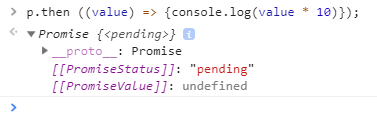 > p.then ((value) => {console.log(value * 10)});
<· ▼ Promise {<pending>} i
▶ __proto__: Promise
[[PromiseStatus]]: "pending"
[[PromiseValue]]: undefined
>